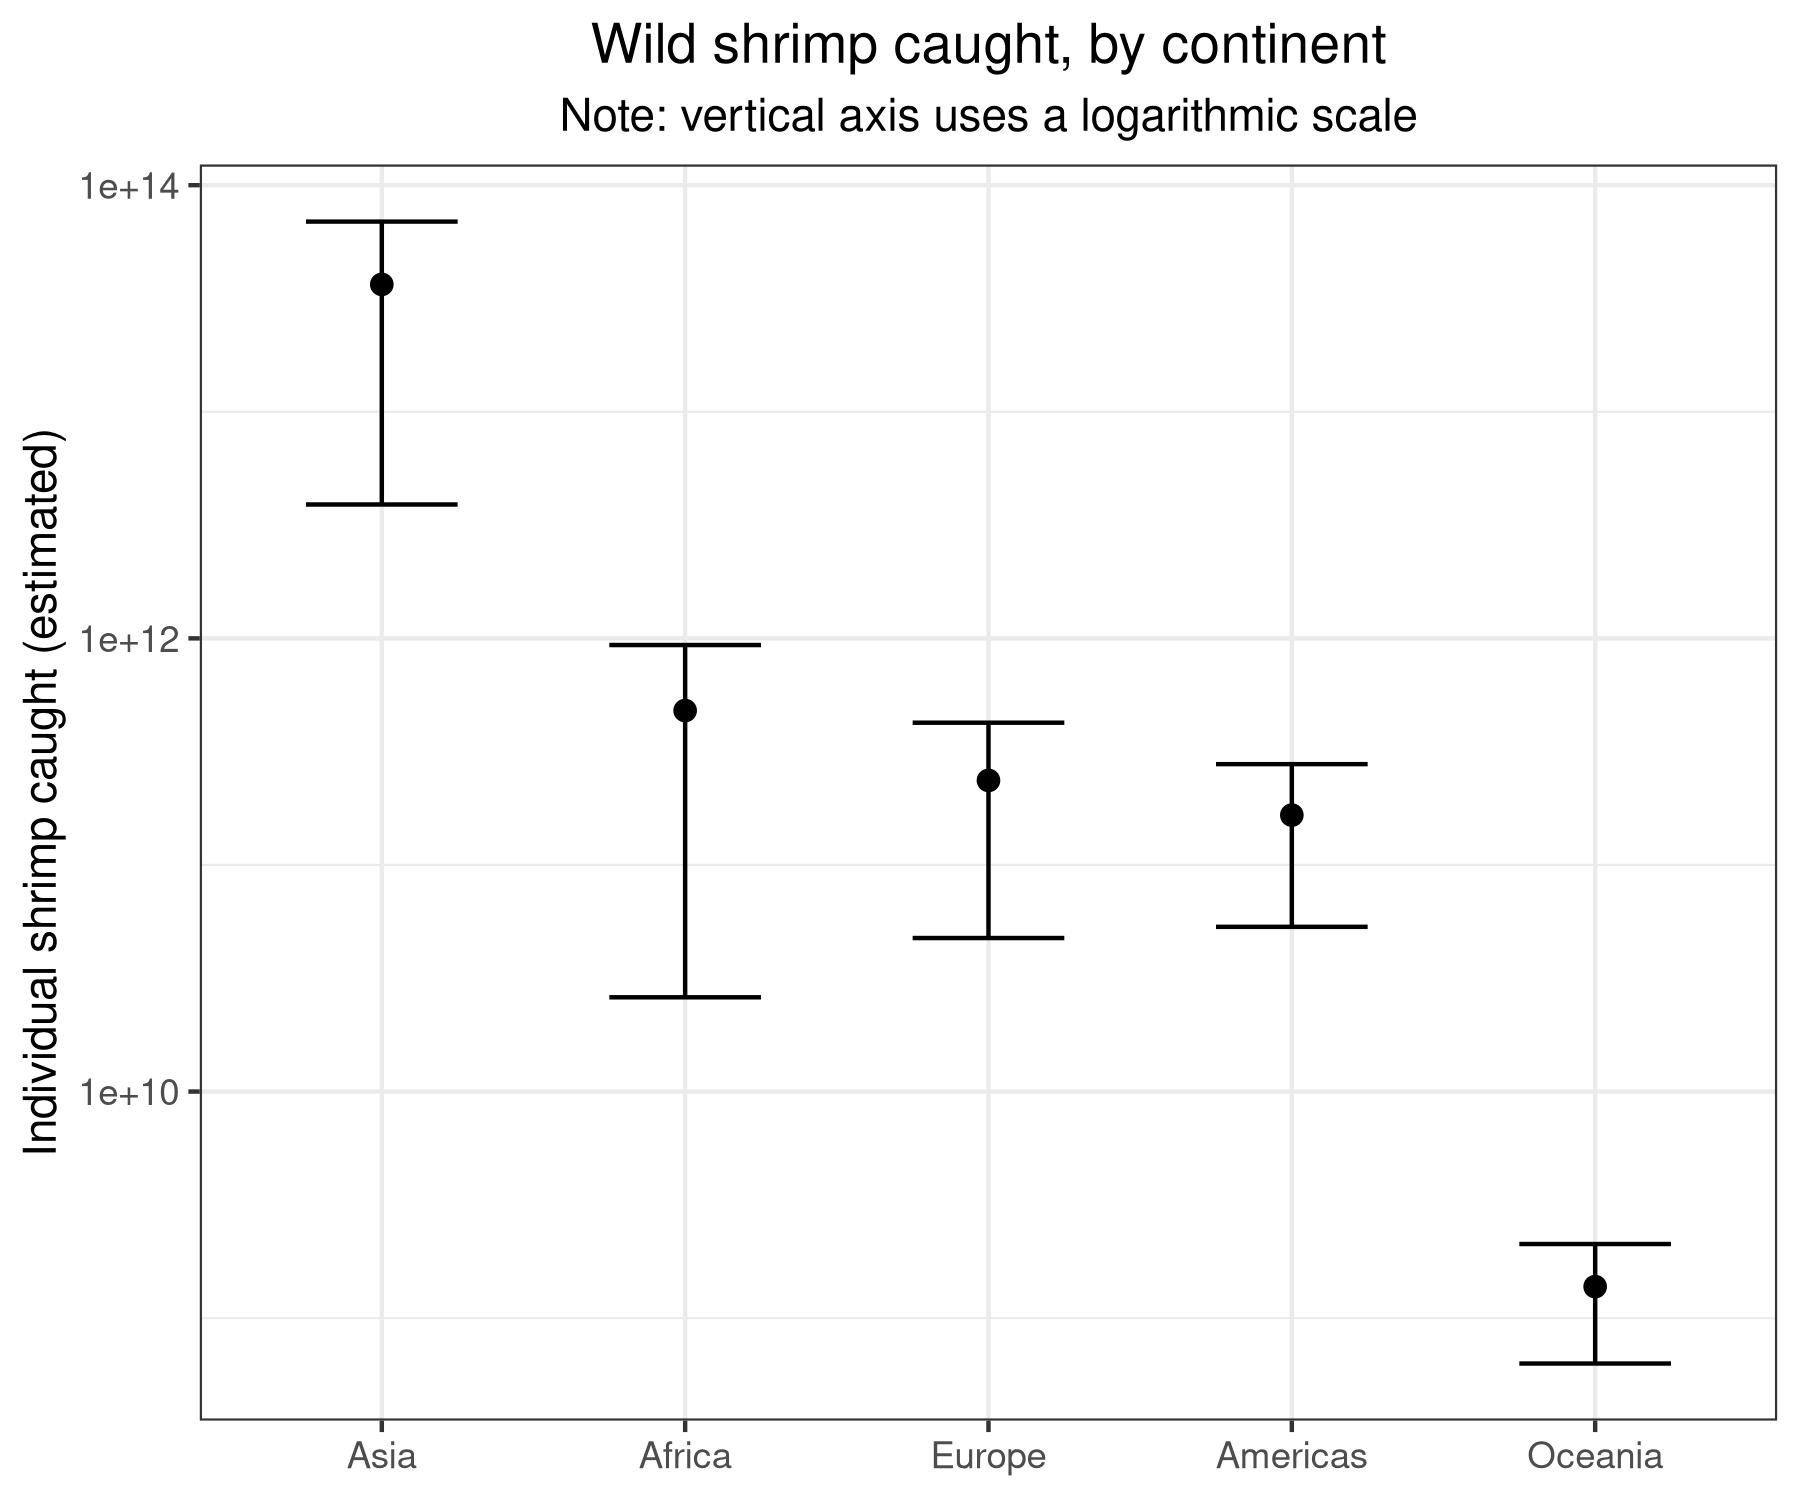 Wild shrimp caught, by continent
Note: vertical axis uses a logarithmic scale
Individual shrimp caught (estimated)
1e+14
1e+12
1e+10
Asia
Africa
Europe
Americas
Oceania